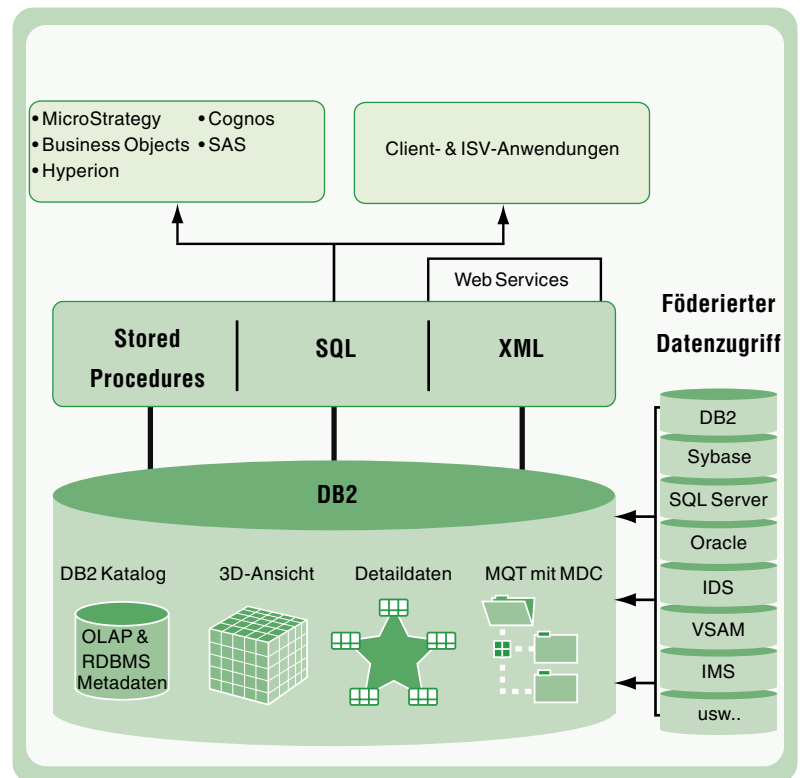 • MicroStrategy • Cognos
• Business Objects • SAS
• Hyperion
Client- & ISV-Anwendungen
Web Services
Stored
Procedures
SQL
XML
Föderierter
Datenzugriff
DB2
Sybase
SQL Server
Oracle
IDS
VSAM
IMS
usw..
DB2
DB2 Katalog
3D-Ansicht
Detaildaten
MQT mit MDC
OLAP &
RDBMS
Metadaten